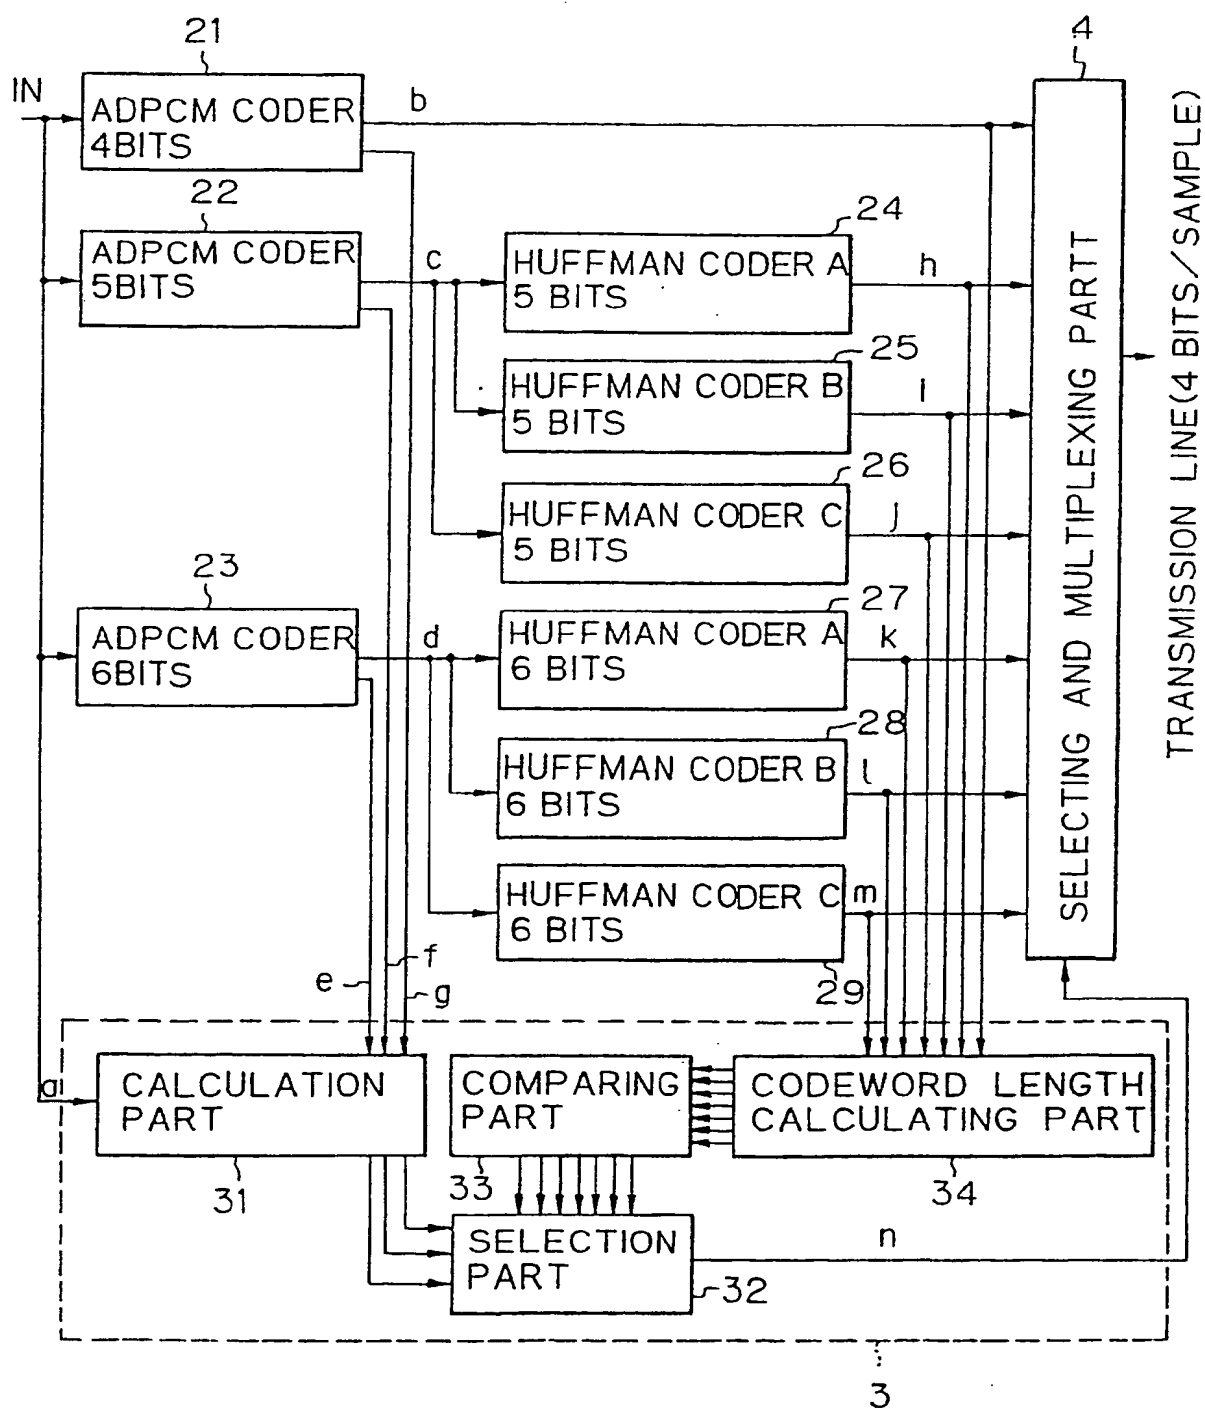 21
4
IN
ADPCM CODER
4BITS
b
22
ADPCM CODER
5BITS
c
24
HUFFMAN CODER A
5 BITS
h
25
HUFFMAN CODER B
5 BITS
i
26
HUFFMAN CODER C
5 BITS
j
23
ADPCM CODER
6BITS
d
27
HUFFMAN CODER A
6 BITS
k
28
HUFFMAN CODER B
6 BITS
l
HUFFMAN CODER C
6 BITS
m
29
SELECTING AND MULTIPLEXING PARTT
TRANSMISSION LINE(4 BITS/SAMPLE)
e
f
g
a
CALCULATION
PART
31
COMPARING
PART
33
CODEWORD LENGTH
CALCULATING PART
34
SELECTION
PART
32
n
3